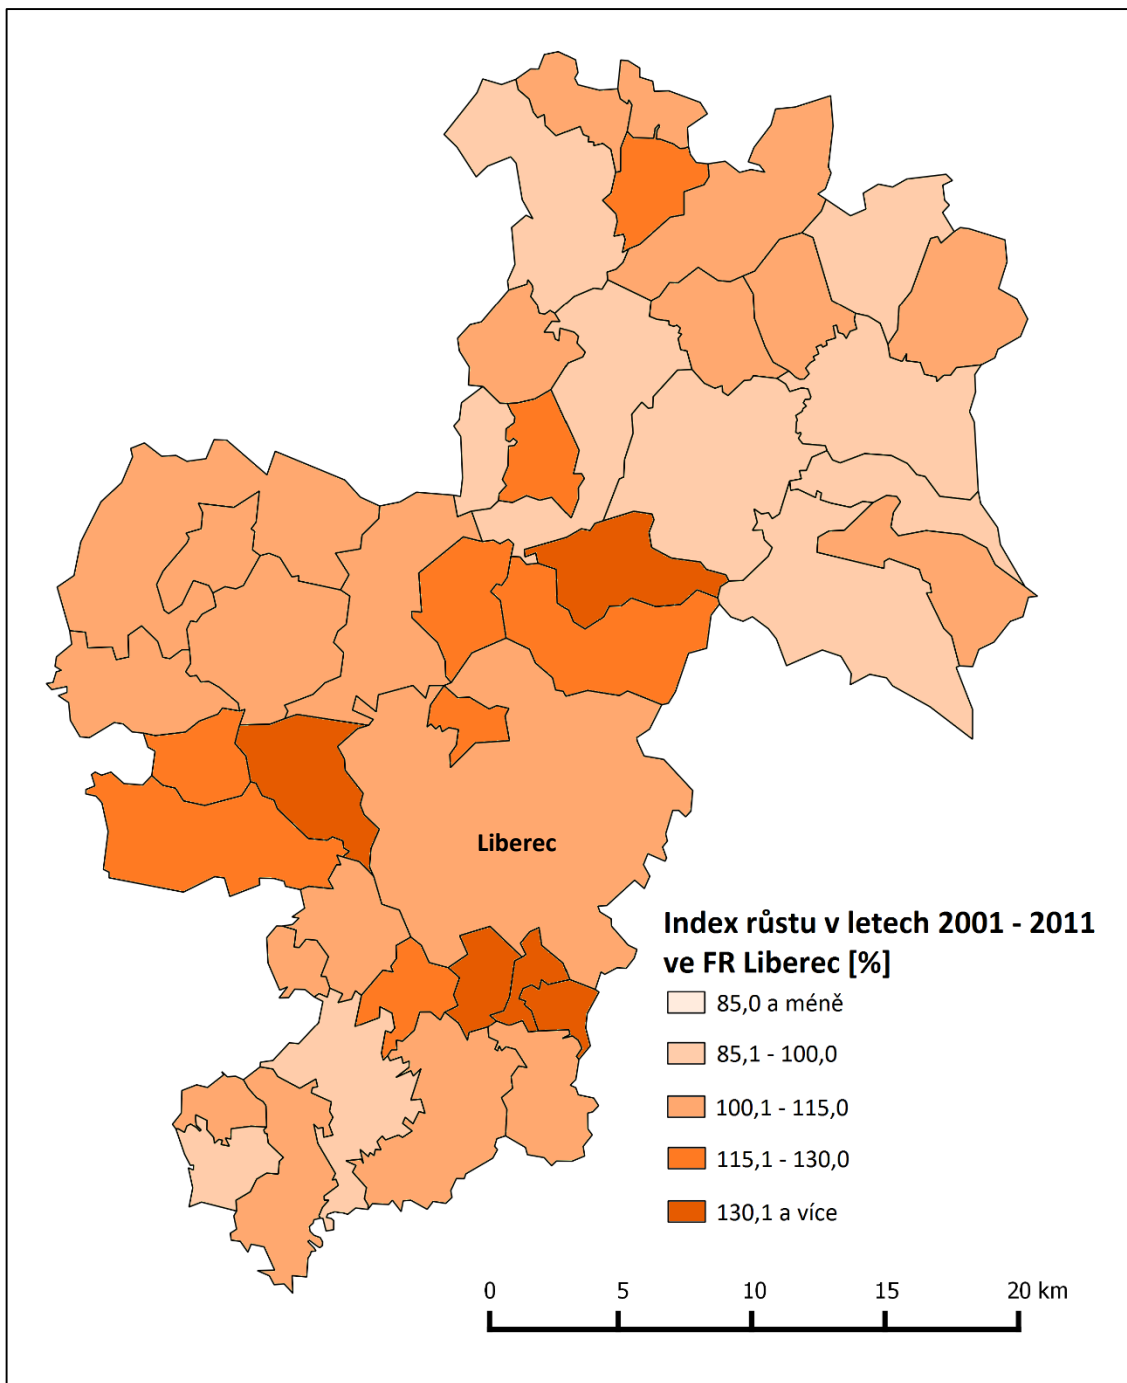 Liberec
Index růstu v letech 2001 - 2011
ve FR Liberec [%]
85,0 a méně
85,1 - 100,0
100,1 - 115,0
115,1 - 130,0
130,1 a více
0 5 10 15 20 km